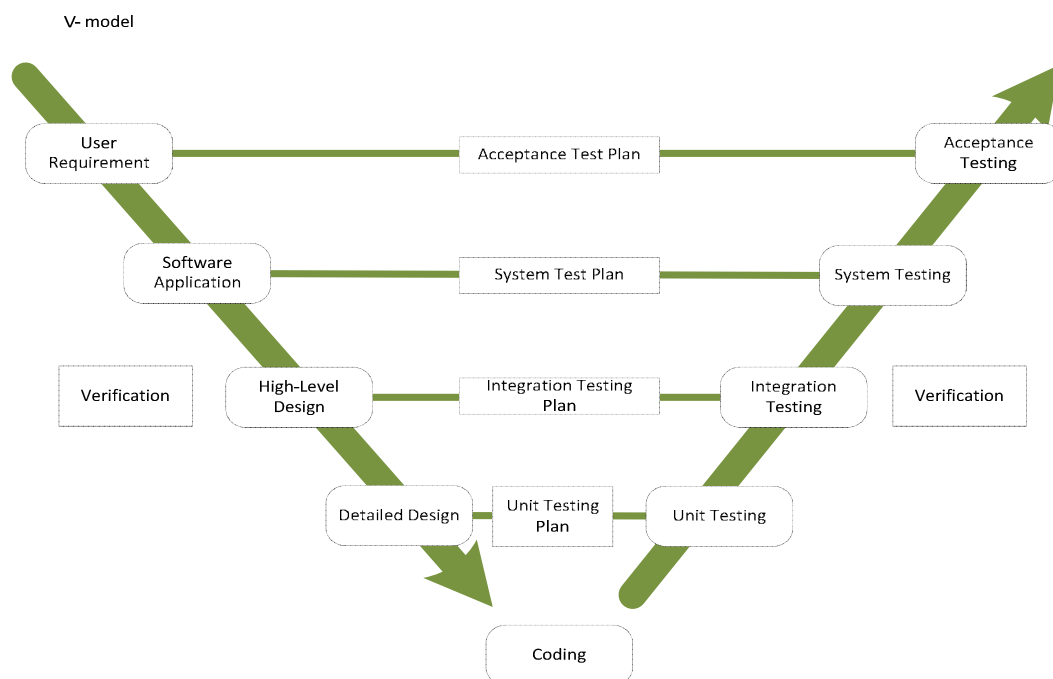 V- model
User
Requirement
Acceptance Test Plan
Acceptance
Testing
Software
Application
System Test Plan
System Testing
Verification
High-Level
Design
Integration Testing
Plan
Integration
Testing
Verification
Detailed Design
Unit Testing
Plan
Unit Testing
Coding